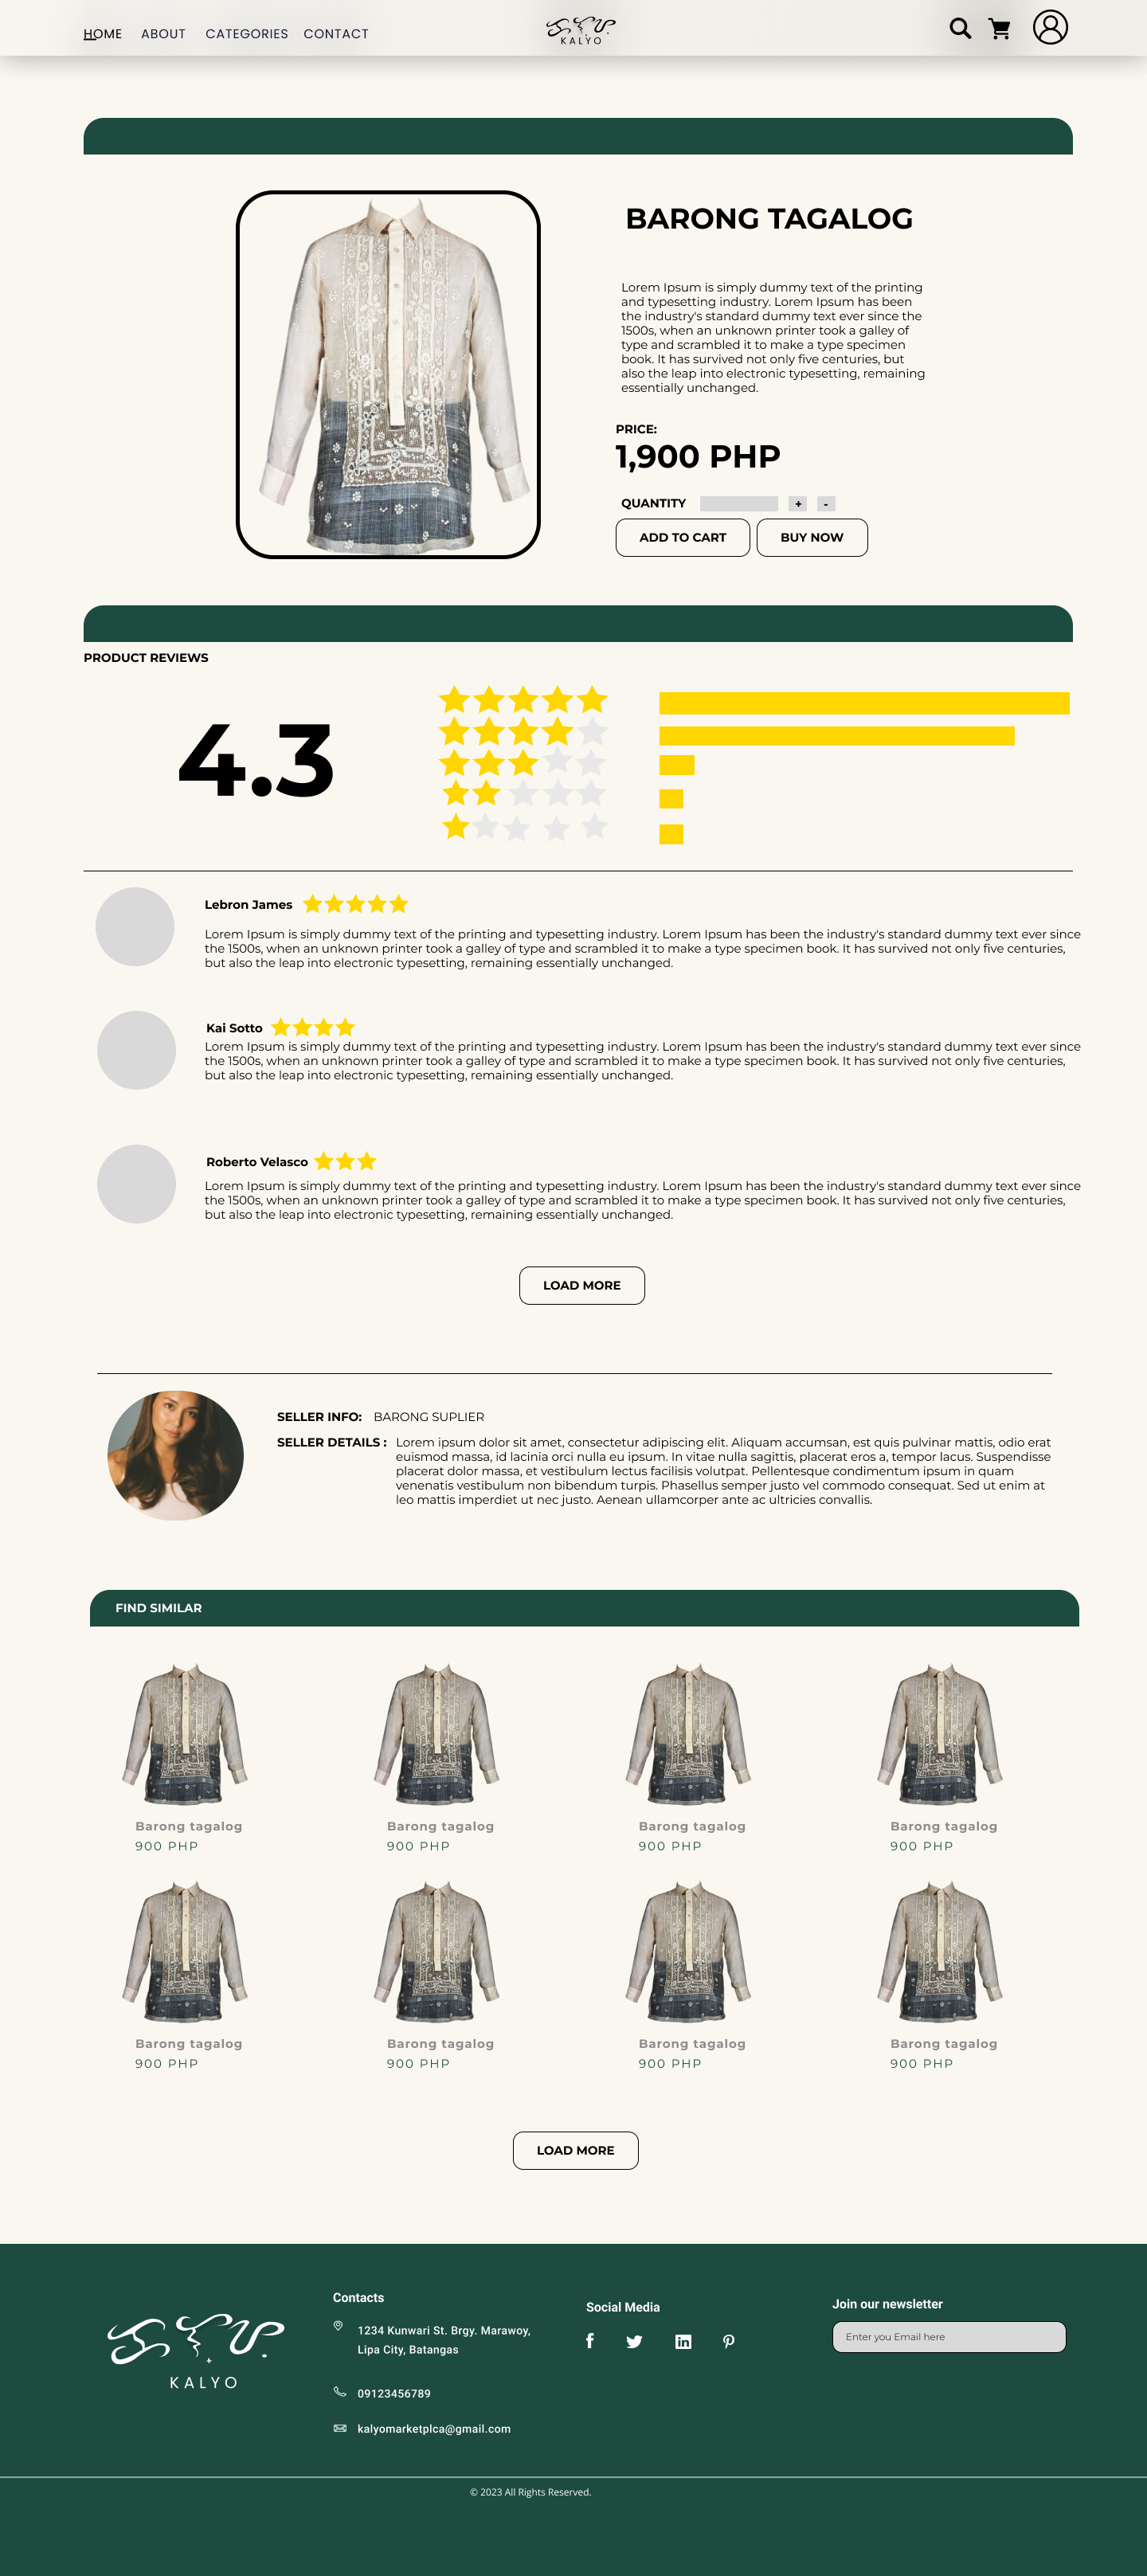 HOME ABOUT CATEGORIES CONTACT
KALYO
BARONG TAGALOG
Lorem Ipsum is simply dummy text of the printing
and typesetting industry. Lorem Ipsum has been
the industry's standard dummy text ever since the
1500s, when an unknown printer took a galley of
type and scrambled it to make a type specimen
book. It has survived not only five centuries, but
also the leap into electronic typesetting, remaining
essentially unchanged.
PRICE:
1,900 PHP
QUANTITY + -
ADD TO CART BUY NOW
PRODUCT REVIEWS
4.3
Lebron James
Lorem Ipsum is simply dummy text of the printing and typesetting industry. Lorem Ipsum has been the industry's standard dummy text ever since
the 1500s, when an unknown printer took a galley of type and scrambled it to make a type specimen book. It has survived not only five centuries,
but also the leap into electronic typesetting, remaining essentially unchanged.
Kai Sotto
Lorem Ipsum is simply dummy text of the printing and typesetting industry. Lorem Ipsum has been the industry's standard dummy text ever since
the 1500s, when an unknown printer took a galley of type and scrambled it to make a type specimen book. It has survived not only five centuries,
but also the leap into electronic typesetting, remaining essentially unchanged.
Roberto Velasco
Lorem Ipsum is simply dummy text of the printing and typesetting industry. Lorem Ipsum has been the industry's standard dummy text ever since
the 1500s, when an unknown printer took a galley of type and scrambled it to make a type specimen book. It has survived not only five centuries,
but also the leap into electronic typesetting, remaining essentially unchanged.
LOAD MORE
SELLER INFO: BARONG SUPLIER
SELLER DETAILS : Lorem ipsum dolor sit amet, consectetur adipiscing elit. Aliquam accumsan, est quis pulvinar mattis, odio erat
euismod massa, id lacinia orci nulla eu ipsum. In vitae nulla sagittis, placerat eros a, tempor lacus. Suspendisse
placerat dolor massa, et vestibulum lectus facilisis volutpat. Pellentesque condimentum ipsum in quam
venenatis vestibulum non bibendum turpis. Phasellus semper justo vel commodo consequat. Sed ut enim at
leo mattis imperdiet ut nec justo. Aenean ullamcorper ante ac ultricies convallis.
FIND SIMILAR
Barong tagalog Barong tagalog Barong tagalog Barong tagalog
900 PHP 900 PHP 900 PHP 900 PHP
Barong tagalog Barong tagalog Barong tagalog Barong tagalog
900 PHP 900 PHP 900 PHP 900 PHP
LOAD MORE
KALYO
Contacts
1234 Kunwari St. Brgy. Marawoy,
Lipa City, Batangas
09123456789
kalyomarketplca@gmail.com
Social Media
Join our newsletter
Enter you Email here
© 2023 All Rights Reserved.